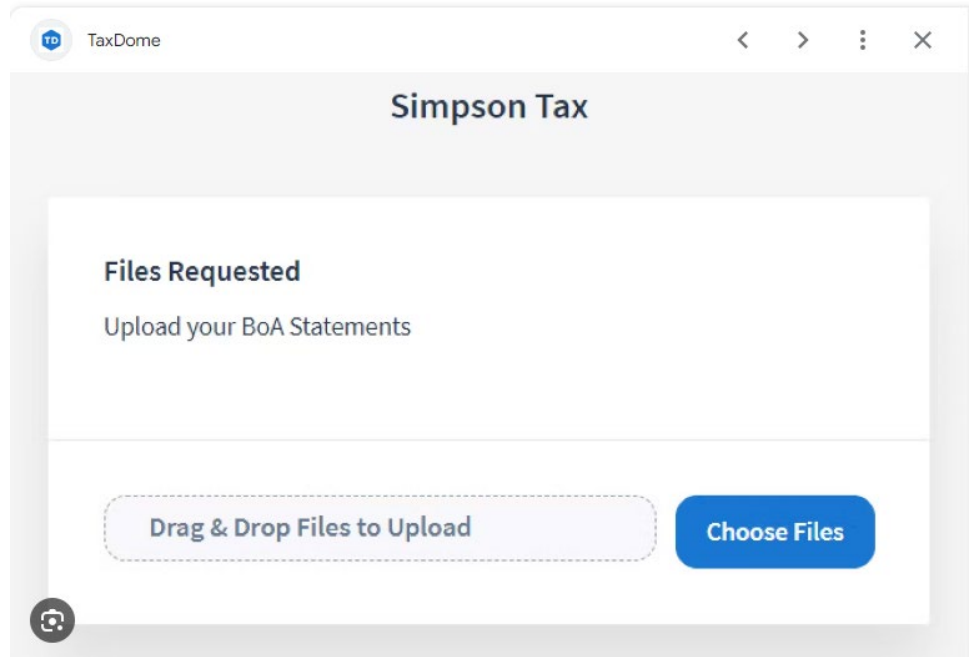 TD
TaxDome
Simpson Tax
Files Requested
Upload your BoA Statements
Drag & Drop Files to Upload
Choose Files